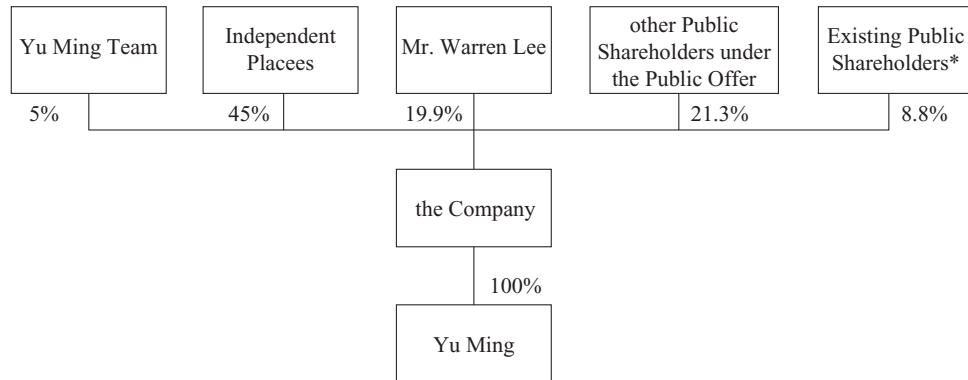 Yu Ming Team
Independent
Placees
Mr. Warren Lee
other Public
Shareholders under
the Public Offer
Existing Public
Shareholders*
5%
45%
19.9%
21.3%
8.8%
the Company
100%
Yu Ming